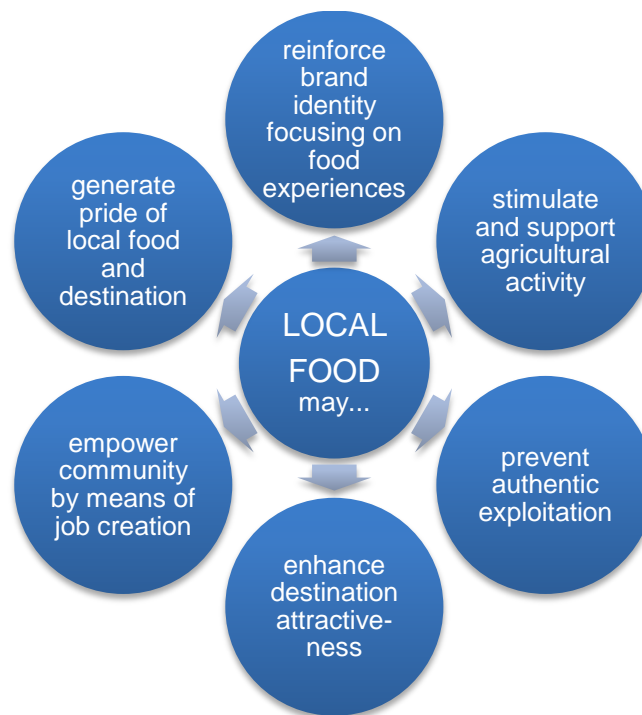 reinforce
brand
identity
focusing on
food
experiences
stimulate
and support
agricultural
activity
prevent
authentic
exploitation
enhance
destination
attractive-
ness
empower
community
by means of
job creation
generate
pride of
local food
and
destination
LOCAL
FOOD
may...